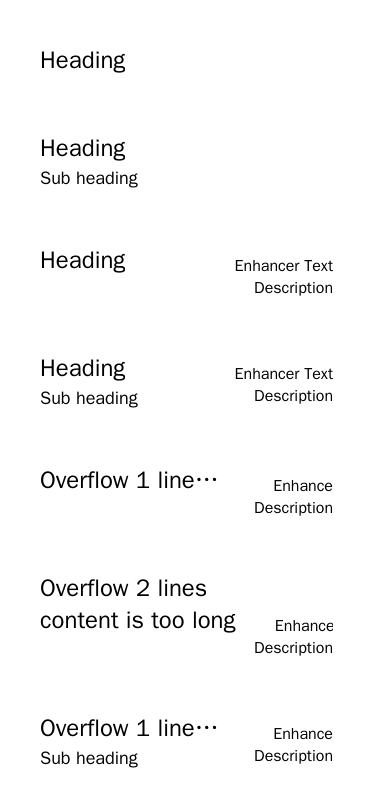 Heading
Heading
Sub heading
Heading
Enhancer Text
Description
Heading
Enhancer Text
Sub heading
Description
Overflow 1 line…
Enhance
Description
Overflow 2 lines
content is too long
Enhance
Description
Overflow 1 line…
Enhance
Sub heading
Description